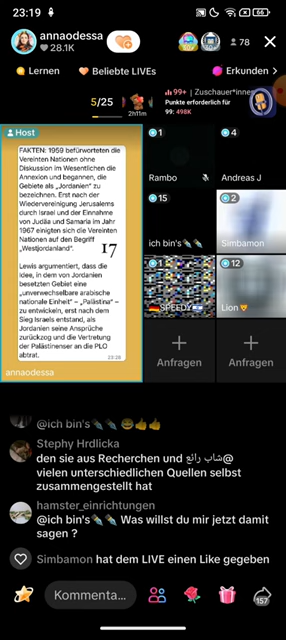 23:19
66
annaodessa
28.1K
78
Lernen
Beliebte LIVEs
Erkunden
5/25
2h11m
99+ | Zuschauer*innen
Punkte erforderlich für
99: 498K
Host
FAKTEN: 1959 befürworteten die
Vereinten Nationen ohne
Diskussion im Wesentlichen die
Annexion und begannen, die
Gebiete als „Jordanien" zu
bezeichnen. Erst nach der
Wiedervereinigung Jerusalems
durch Israel und der Einnahme
von Judäa und Samaria im Jahr
1967 einigten sich die Vereinten
Nationen auf den Begriff
„Westjordanland".
17
Lewis argumentiert, dass die
Idee, in dem von Jordanien
besetzten Gebiet eine
„unverwechselbare arabische
nationale Einheit" – „Palästina" –
zu entwickeln, erst nach dem
Sieg Israels entstand, als
Jordanien seine Ansprüche
zurückzog und die Vertretung
der Palästinenser an die PLO
abtrat.
23:28
annaodessa
1
Rambo
4
Andreas J
15
ich bin's✒️✒️
2
Simbamon
1
SPEEDY
12
Lion🦁
+
Anfragen
+
Anfragen
@ich bin's✒️✒️ 😄👍👍
Stephy Hrdlicka
den sie aus Recherchen und شاب رائع@
vielen unterschiedlichen Quellen selbst
zusammengestellt hat
hamster_einrichtungen
@ich bin's✒️✒️ Was willst du mir jetzt damit
sagen ?
Simbamon hat dem LIVE einen Like gegeben
Kommenta...
157